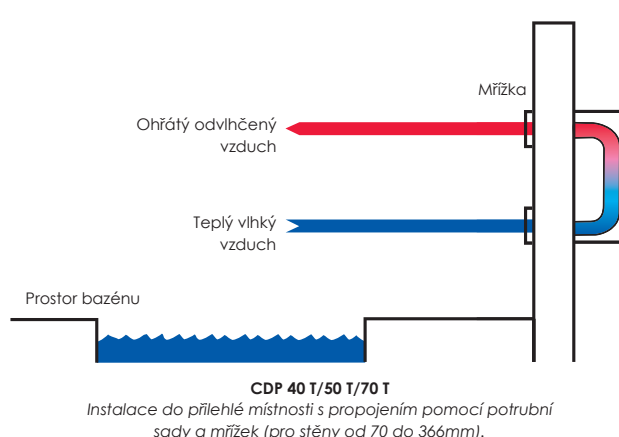 Mřížka
Ohřátý odvlhčený
vzduch
Teplý vlhký
vzduch
Prostor bazénu
CDP 40 T/50 T/70 T
Instalace do přilehlé místnosti s propojením pomocí potrubní
sady a mřížek (pro stěny od 70 do 366mm).